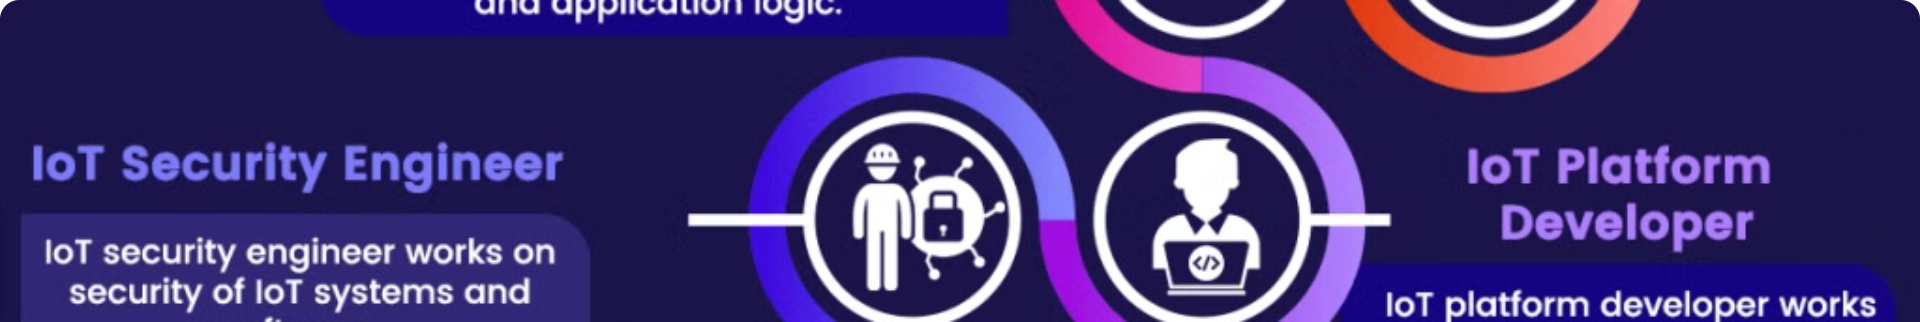 and application logic.
IoT Security Engineer
IoT security engineer works on
security of IoT systems and
IoT Platform
Developer
</>
IoT platform developer works